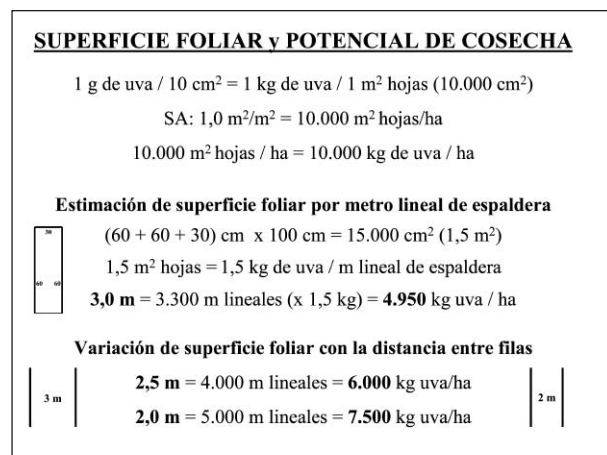 SUPERFICIE FOLIAR y POTENCIAL DE COSECHA
1 g de uva / 10 cm² = 1 kg de uva / 1 m² hojas (10.000 cm²)
SA: 1,0 m²/m² = 10.000 m² hojas/ha
10.000 m² hojas / ha = 10.000 kg de uva / ha
Estimación de superficie foliar por metro lineal de espaldera
30
60 60
(60 + 60 + 30) cm x 100 cm = 15.000 cm² (1,5 m²)
1,5 m² hojas = 1,5 kg de uva / m lineal de espaldera
3,0 m = 3.300 m lineales (x 1,5 kg) = 4.950 kg uva / ha
Variación de superficie foliar con la distancia entre filas
3 m
2,5 m = 4.000 m lineales = 6.000 kg uva/ha
2,0 m = 5.000 m lineales = 7.500 kg uva/ha
2 m